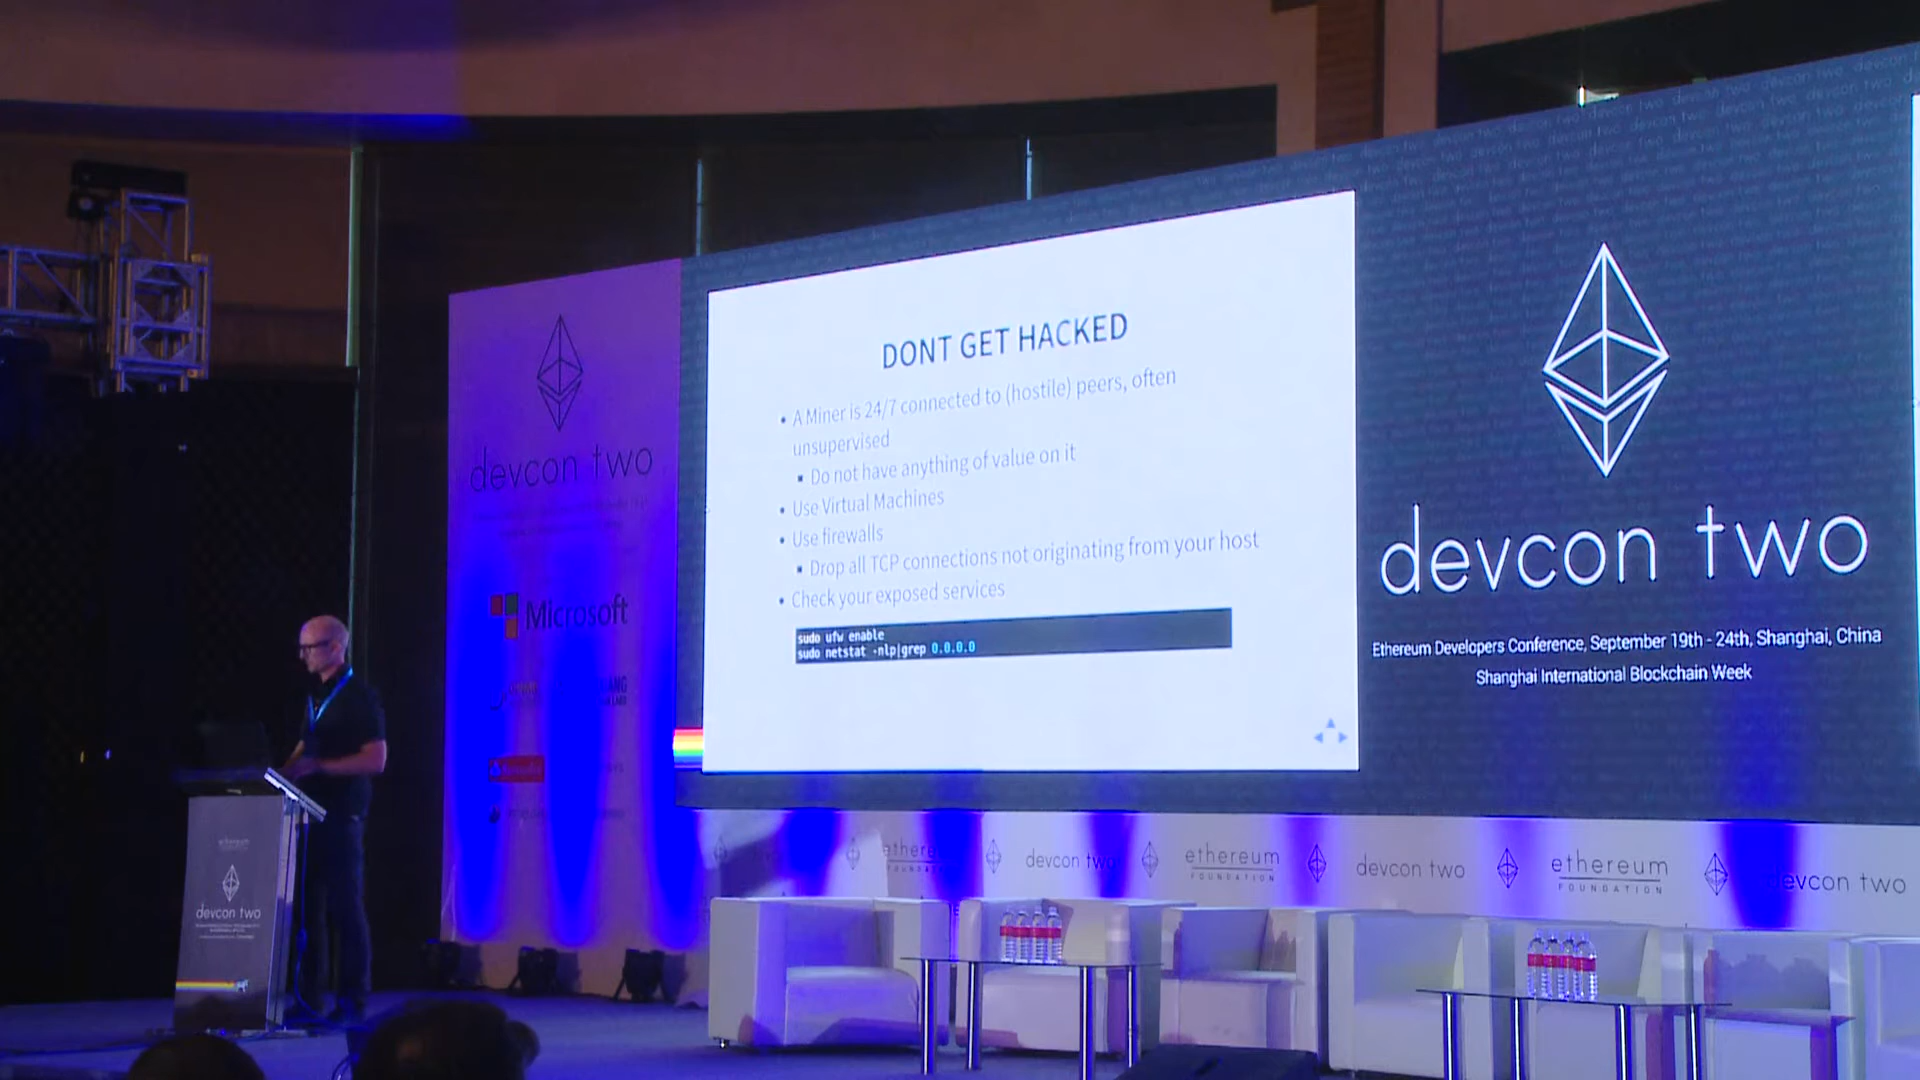 DONT GET HACKED
• A Miner is 24/7 connected to (hostile) peers, often
unsupervised
▪ Do not have anything of value on it
• Use Virtual Machines
• Use firewalls
▪ Drop all TCP connections not originating from your host
• Check your exposed services
sudo ufw enable
sudo netstat -nlp|grep 0.0.0.0
devcon two
Ethereum Developers Conference, September 19th - 24th, Shanghai, China
Shanghai International Blockchain Week
devcon two
Microsoft
ethereum
devcon two
devcon two
ethereum
FOUNDATION
devcon two
ethereum
FOUNDATION
devcon two